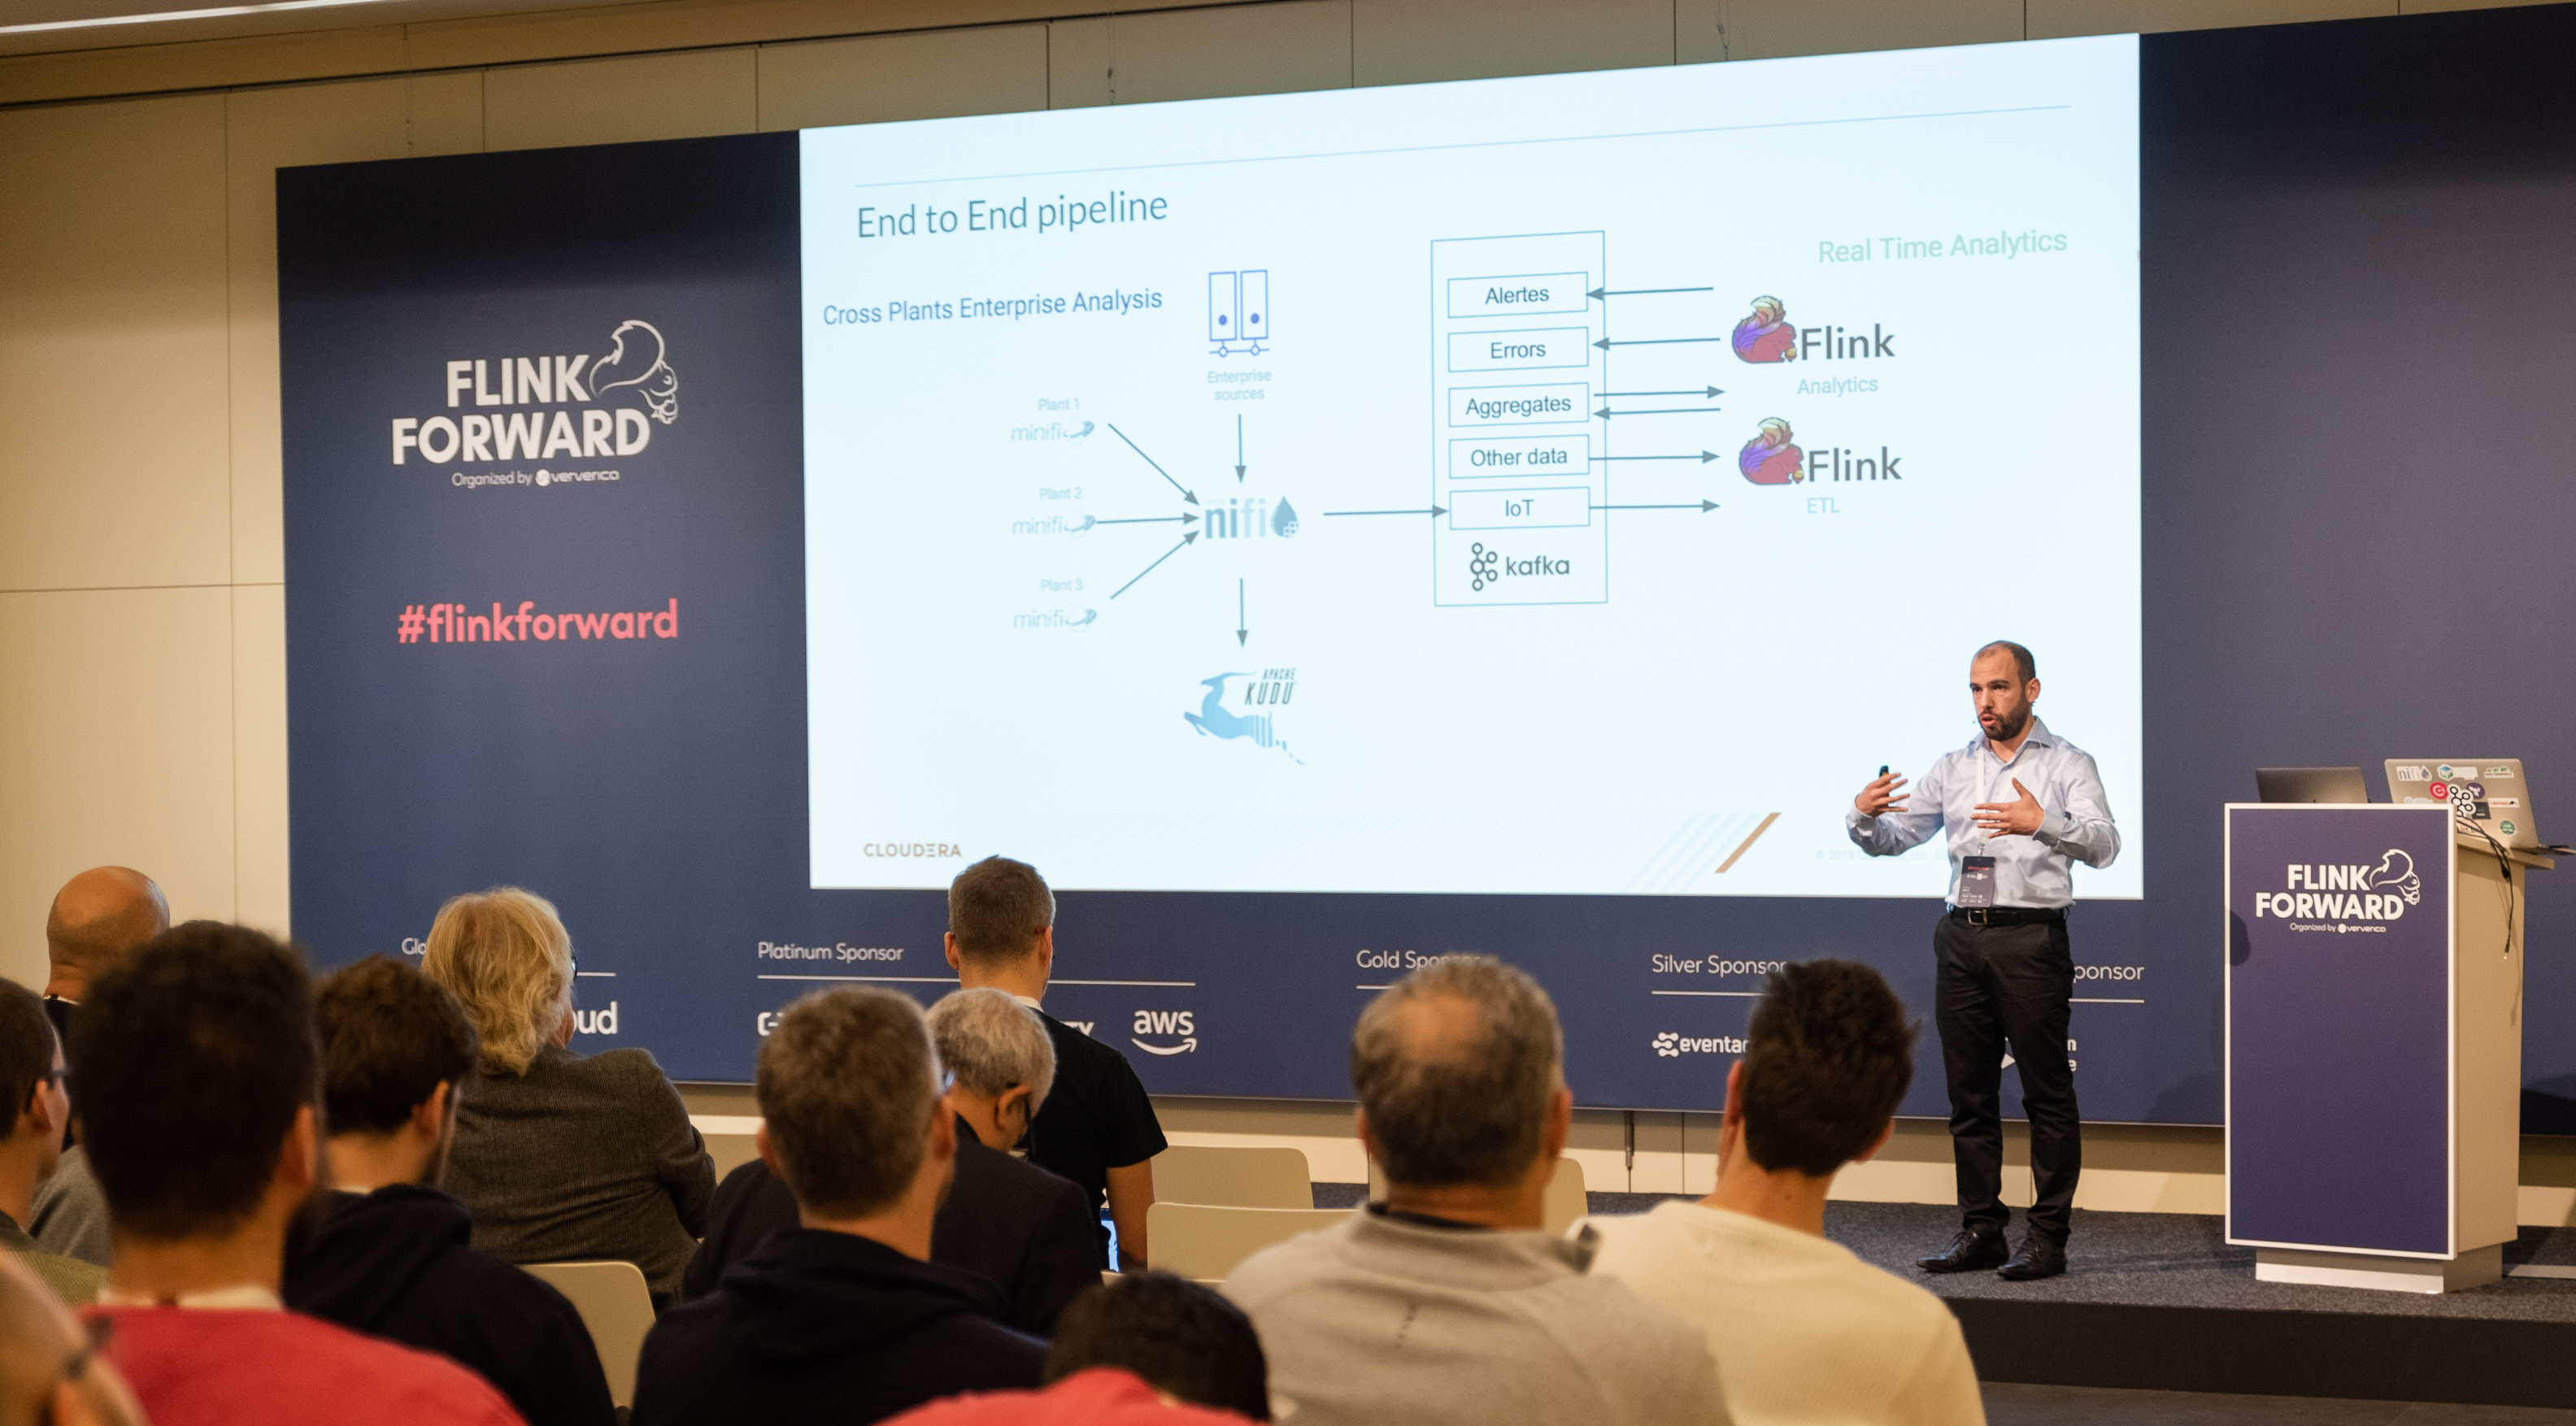 End to End pipeline
Real Time Analytics
Cross Plants Enterprise Analysis
Enterprise
sources
Plant 1
minifi
Plant 2
minifi
Plant 3
minifi
nifi
APACHE
KUDU
Alertes
Errors
Aggregates
Other data
IoT
kafka
Flink
Analytics
Flink
ETL
CLOUDERA
© 2019
FLINK
FORWARD
Organized by ververica
#flinkforward
Platinum Sponsor
aws
Gold
Silver Sponsor
nifi
FLINK
FORWARD
Organized by ververica